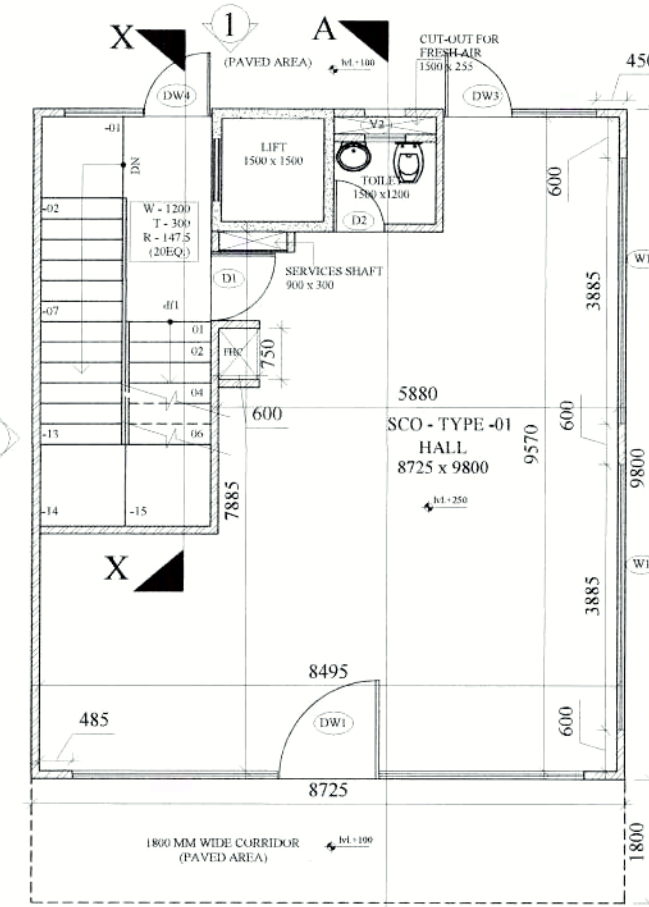 X
1
A
CUT-OUT FOR
FRESH AIR
1500 x 255
(PAVED AREA)
lvl.+100
450
DW4
DW3
-01
V2
LIFT
1500 x 1500
TOILET
1500 x1200
DN
600
-02
W - 1200
T - 300
R - 147.5
(20EQ.)
D2
W1
D1
SERVICES SHAFT
900 x 300
3885
-07
01
02
FHC
750
04
5880
600
600
SCO - TYPE -01
HALL
8725 x 9800
9570
-13
06
9800
7885
lvl.+250
-14
-15
X
W1
3885
8495
485
DW1
600
8725
1800 MM WIDE CORRIDOR
(PAVED AREA)
lvl.+100
1800